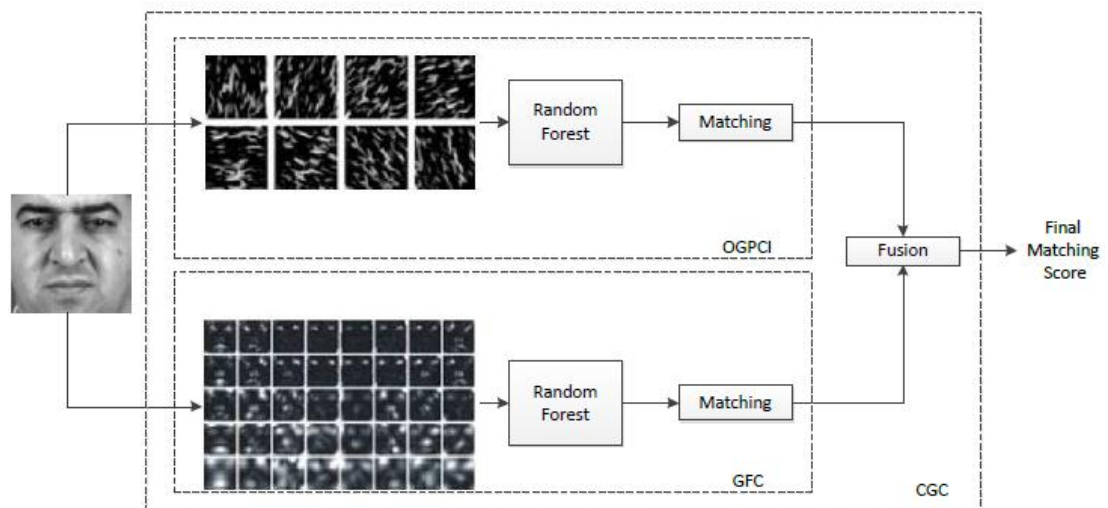 Random
Forest
Matching
OGPCI
Fusion
Final
Matching
Score
Random
Forest
Matching
GFC
CGC